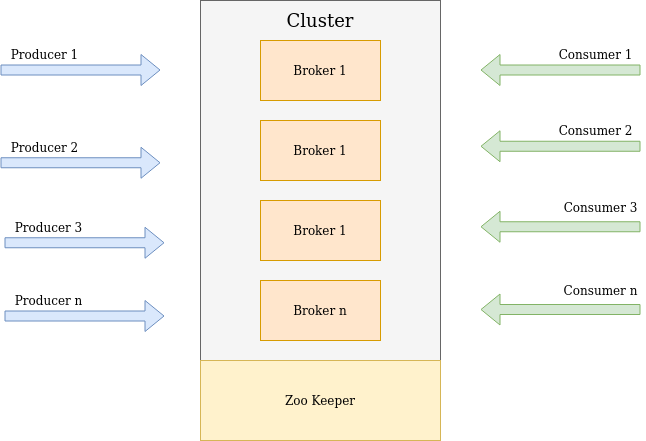 Cluster
Producer 1
Broker 1
Consumer 1
Producer 2
Broker 1
Consumer 2
Producer 3
Broker 1
Consumer 3
Producer n
Broker n
Consumer n
Zoo Keeper